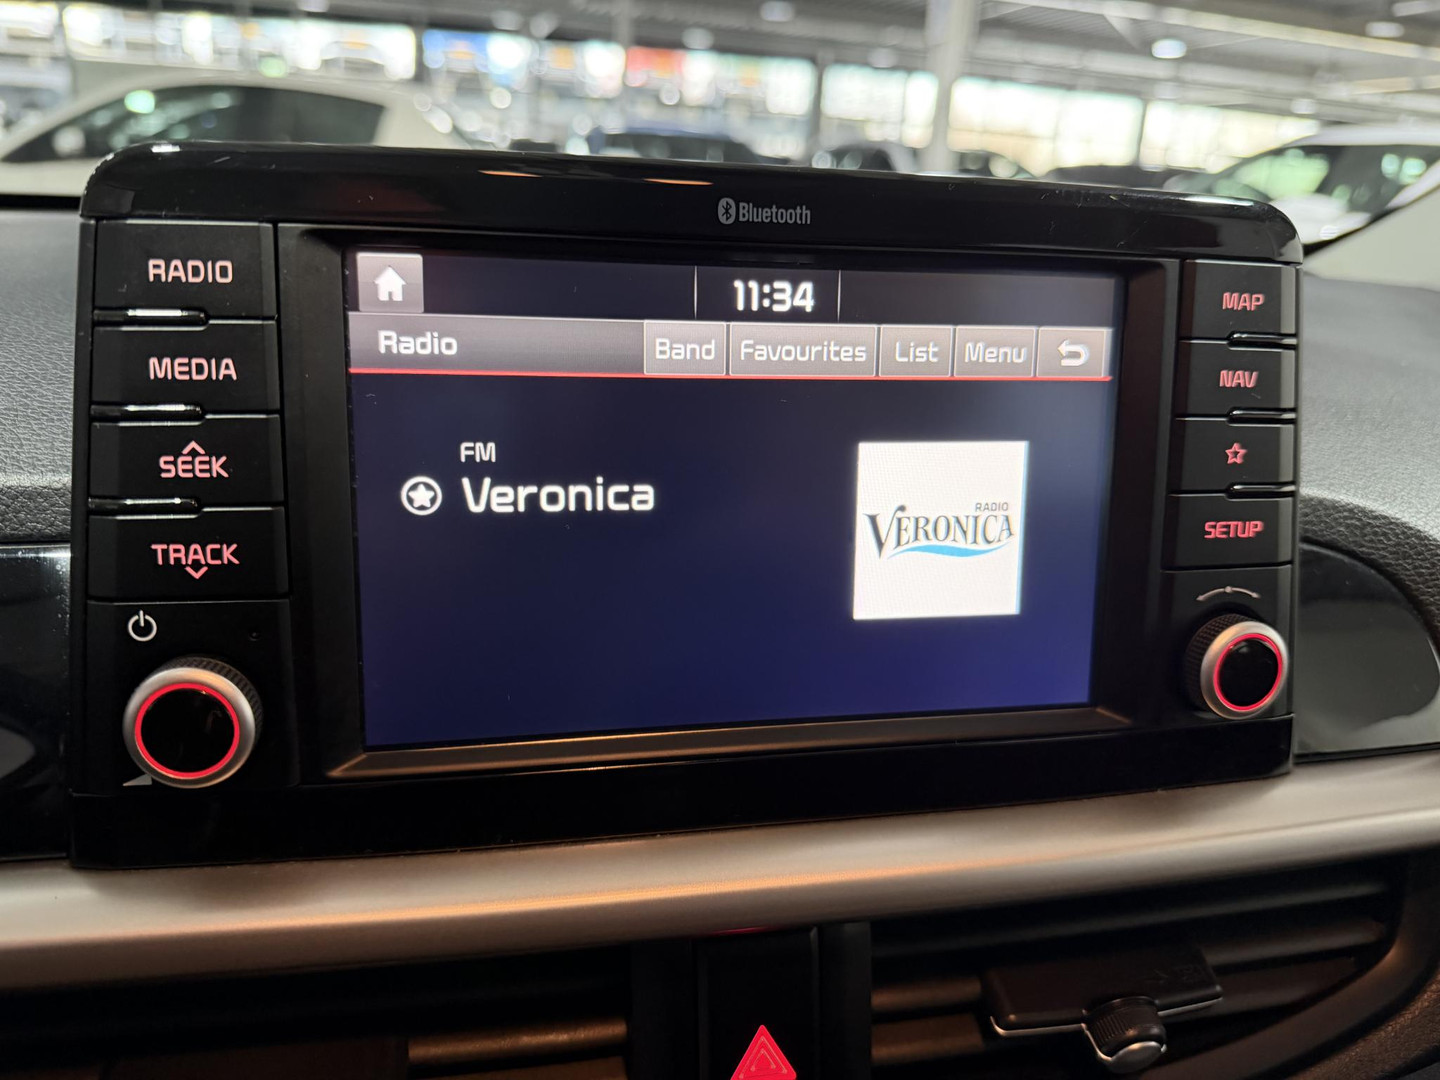 Bluetooth
RADIO
MEDIA
SEEK
TRACK
11:34
Radio
Band
Favourites
List
Menu
FM
Veronica
RADIO
VERONICA
MAP
NAV
SETUP